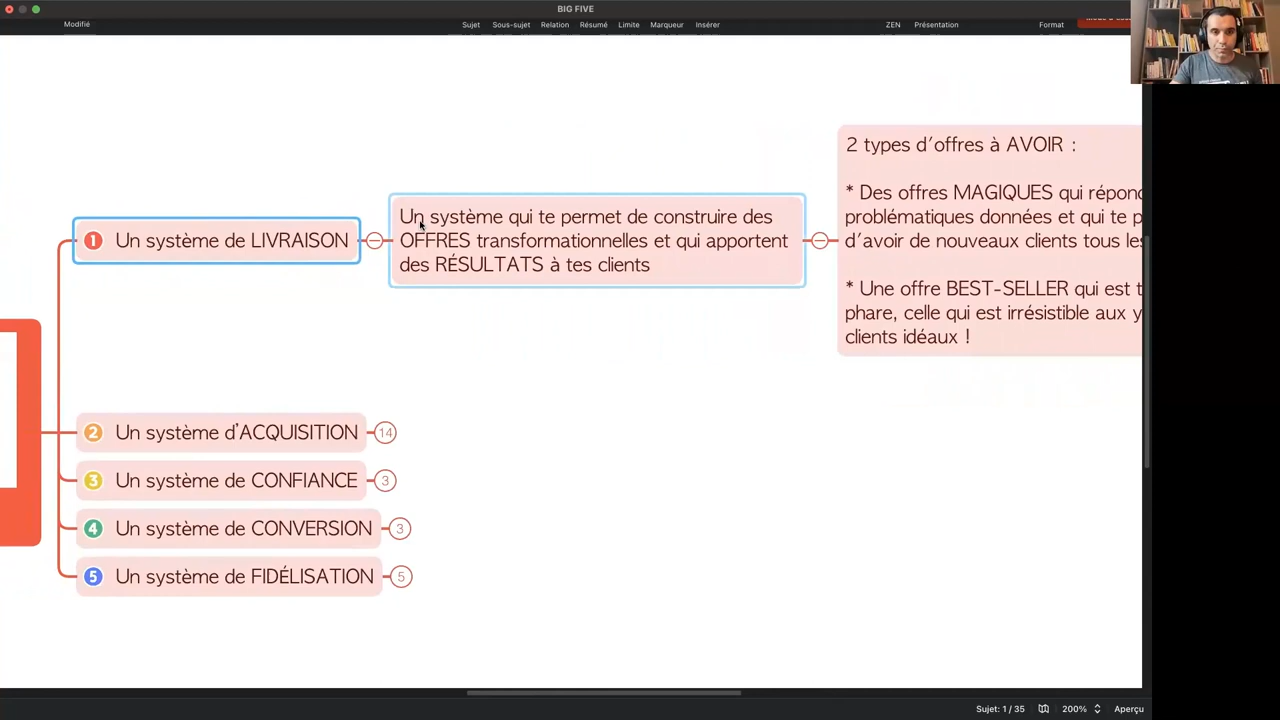 BIG FIVE
Modifié
Sujet
Sous-sujet
Relation
Résumé
Limite
Marqueur
Insérer
ZEN
Présentation
Format
1 Un système de LIVRAISON
Un système qui te permet de construire des
OFFRES transformationnelles et qui apportent
des RÉSULTATS à tes clients
2 types d'offres à AVOIR :
* Des offres MAGIQUES qui répond
problématiques données et qui te p
d'avoir de nouveaux clients tous les
* Une offre BEST-SELLER qui est t
phare, celle qui est irrésistible aux y
clients idéaux !
2 Un système d'ACQUISITION 14
3 Un système de CONFIANCE 3
4 Un système de CONVERSION 3
5 Un système de FIDÉLISATION 5
Sujet: 1 / 35
200%
Aperçu